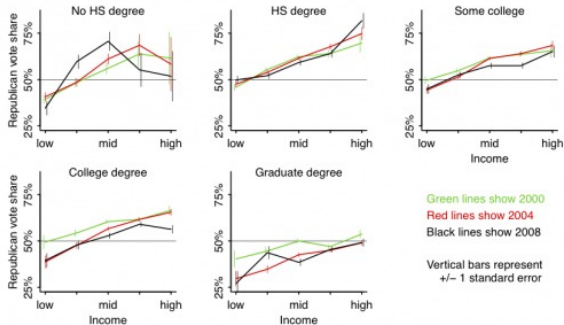 No HS degree
HS degree
Some college
Republican vote share
75%
50%
25%
low
mid
high
75%
50%
25%
low
mid
high
Income
75%
50%
25%
low
mid
high
Income
College degree
Graduate degree
Republican vote share
75%
50%
25%
low
mid
high
Income
75%
50%
25%
low
mid
high
Income
Green lines show 2000
Red lines show 2004
Black lines show 2008
Vertical bars represent
+/− 1 standard error